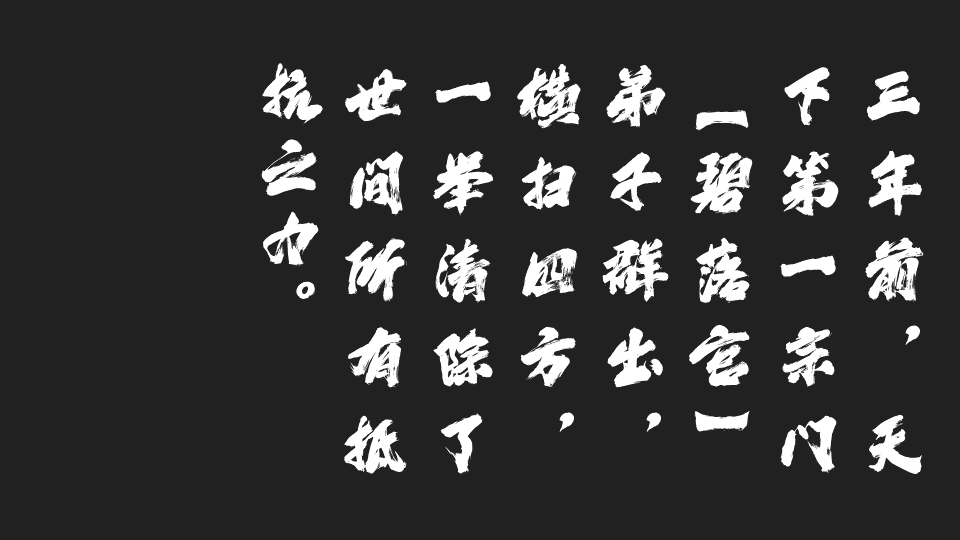 三年前，天
下第一宗门
【碧落宫】
弟子群出，
横扫四方，
一举清除了
世间所有抵
抗之力。